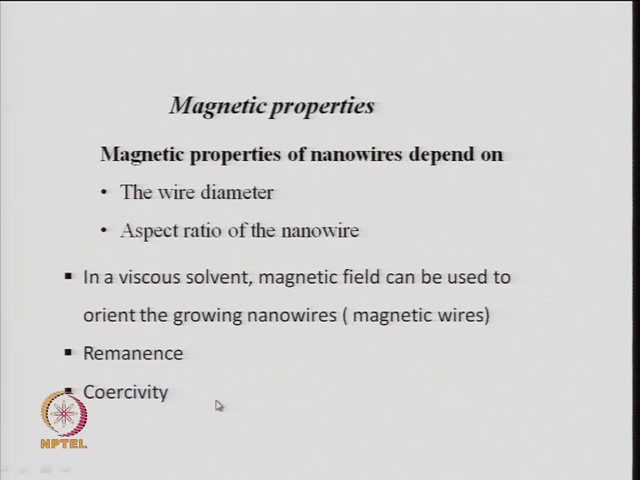 Magnetic properties
Magnetic properties of nanowires depend on
• The wire diameter
• Aspect ratio of the nanowire
▪ In a viscous solvent, magnetic field can be used to
orient the growing nanowires ( magnetic wires)
▪ Remanence
▪ Coercivity
NPTEL